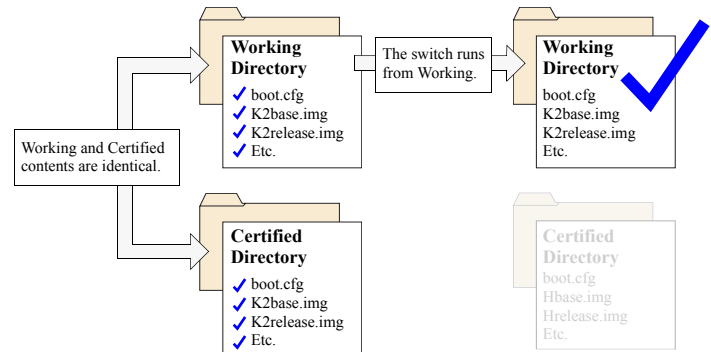 Working
Directory
boot.cfg
K2base.img
K2release.img
Etc.
The switch runs
from Working.
Working
Directory
boot.cfg
K2base.img
K2release.img
Etc.
Working and Certified
contents are identical.
Certified
Directory
boot.cfg
K2base.img
K2release.img
Etc.
Certified
Directory
boot.cfg
Hbase.img
Hrelease.img
Etc.